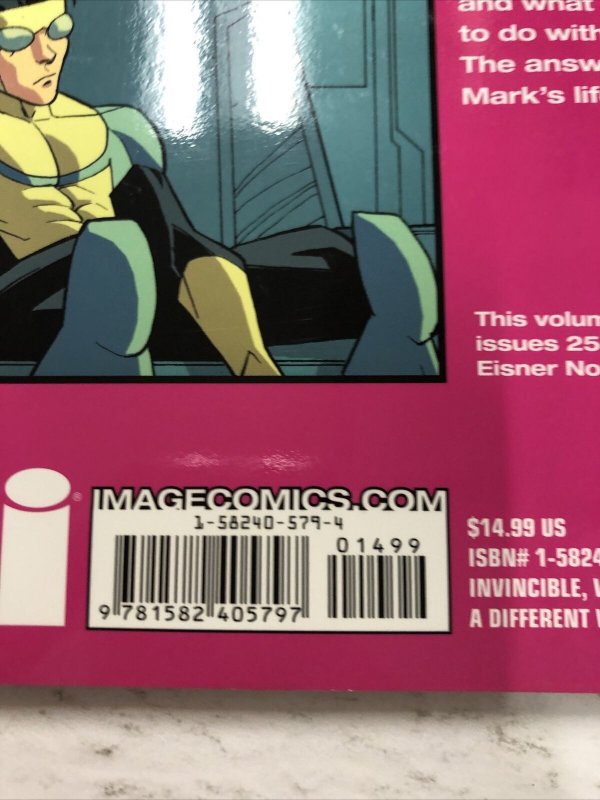 and what
to do with
The answ
Mark's lif
This volum
issues 25
Eisner No
i®
IMAGECOMICS.COM
1-58240-579-4
01499
9 781582 405797
$14.99 US
ISBN# 1-5824
INVINCIBLE, V
A DIFFERENT